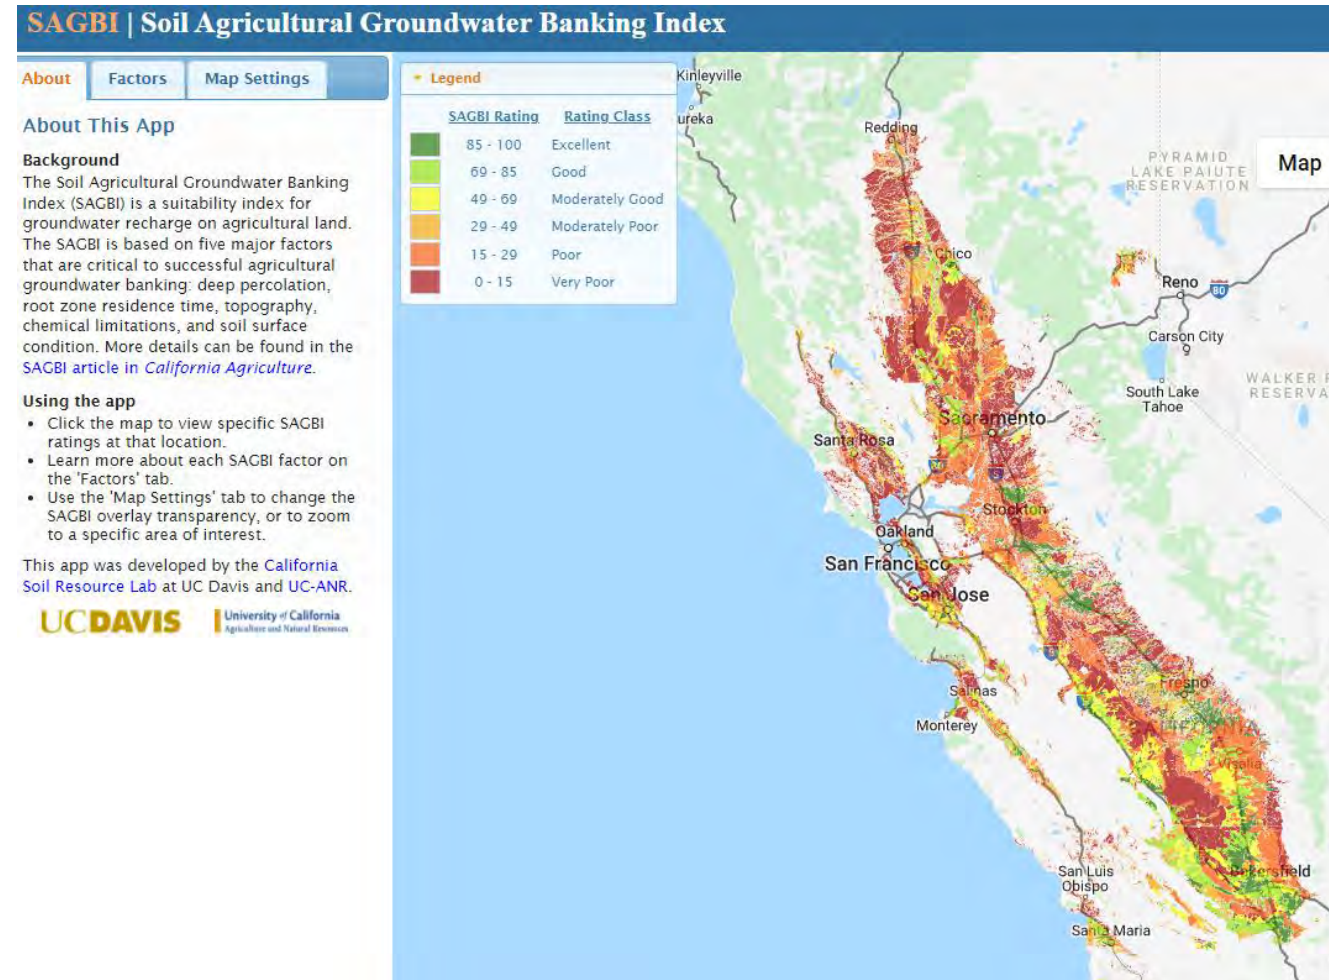 SAGBI | Soil Agricultural Groundwater Banking Index
About Factors Map Settings
About This App
Background
The Soil Agricultural Groundwater Banking
Index (SAGBI) is a suitability index for
groundwater recharge on agricultural land.
The SAGBI is based on five major factors
that are critical to successful agricultural
groundwater banking: deep percolation,
root zone residence time, topography,
chemical limitations, and soil surface
condition. More details can be found in the
SAGBI article in California Agriculture.
Using the app
• Click the map to view specific SAGBI
ratings at that location.
• Learn more about each SAGBI factor on
the 'Factors' tab.
• Use the 'Map Settings' tab to change the
SAGBI overlay transparency, or to zoom
to a specific area of interest.
This app was developed by the California
Soil Resource Lab at UC Davis and UC-ANR.
UCDAVIS
University of California
Agriculture and Natural Resources
Legend
SAGBI Rating Rating Class
85 - 100 Excellent
69 - 85 Good
49 - 69 Moderately Good
29 - 49 Moderately Poor
15 - 29 Poor
0 - 15 Very Poor
Kinleyville
ureka
Redding
PYRAMID
LAKE PAIUTE
RESERVATION
Map
Chico
Reno
80
Carson City
South Lake
Tahoe
WALKER R
RESERVA
Sacramento
Santa Rosa
80
5
Stockton
Oakland
San Francisco
San Jose
5
Salinas
Monterey
Fresno
CALIFORNIA
Visalia
San Luis
Obispo
Bakersfield
Santa Maria